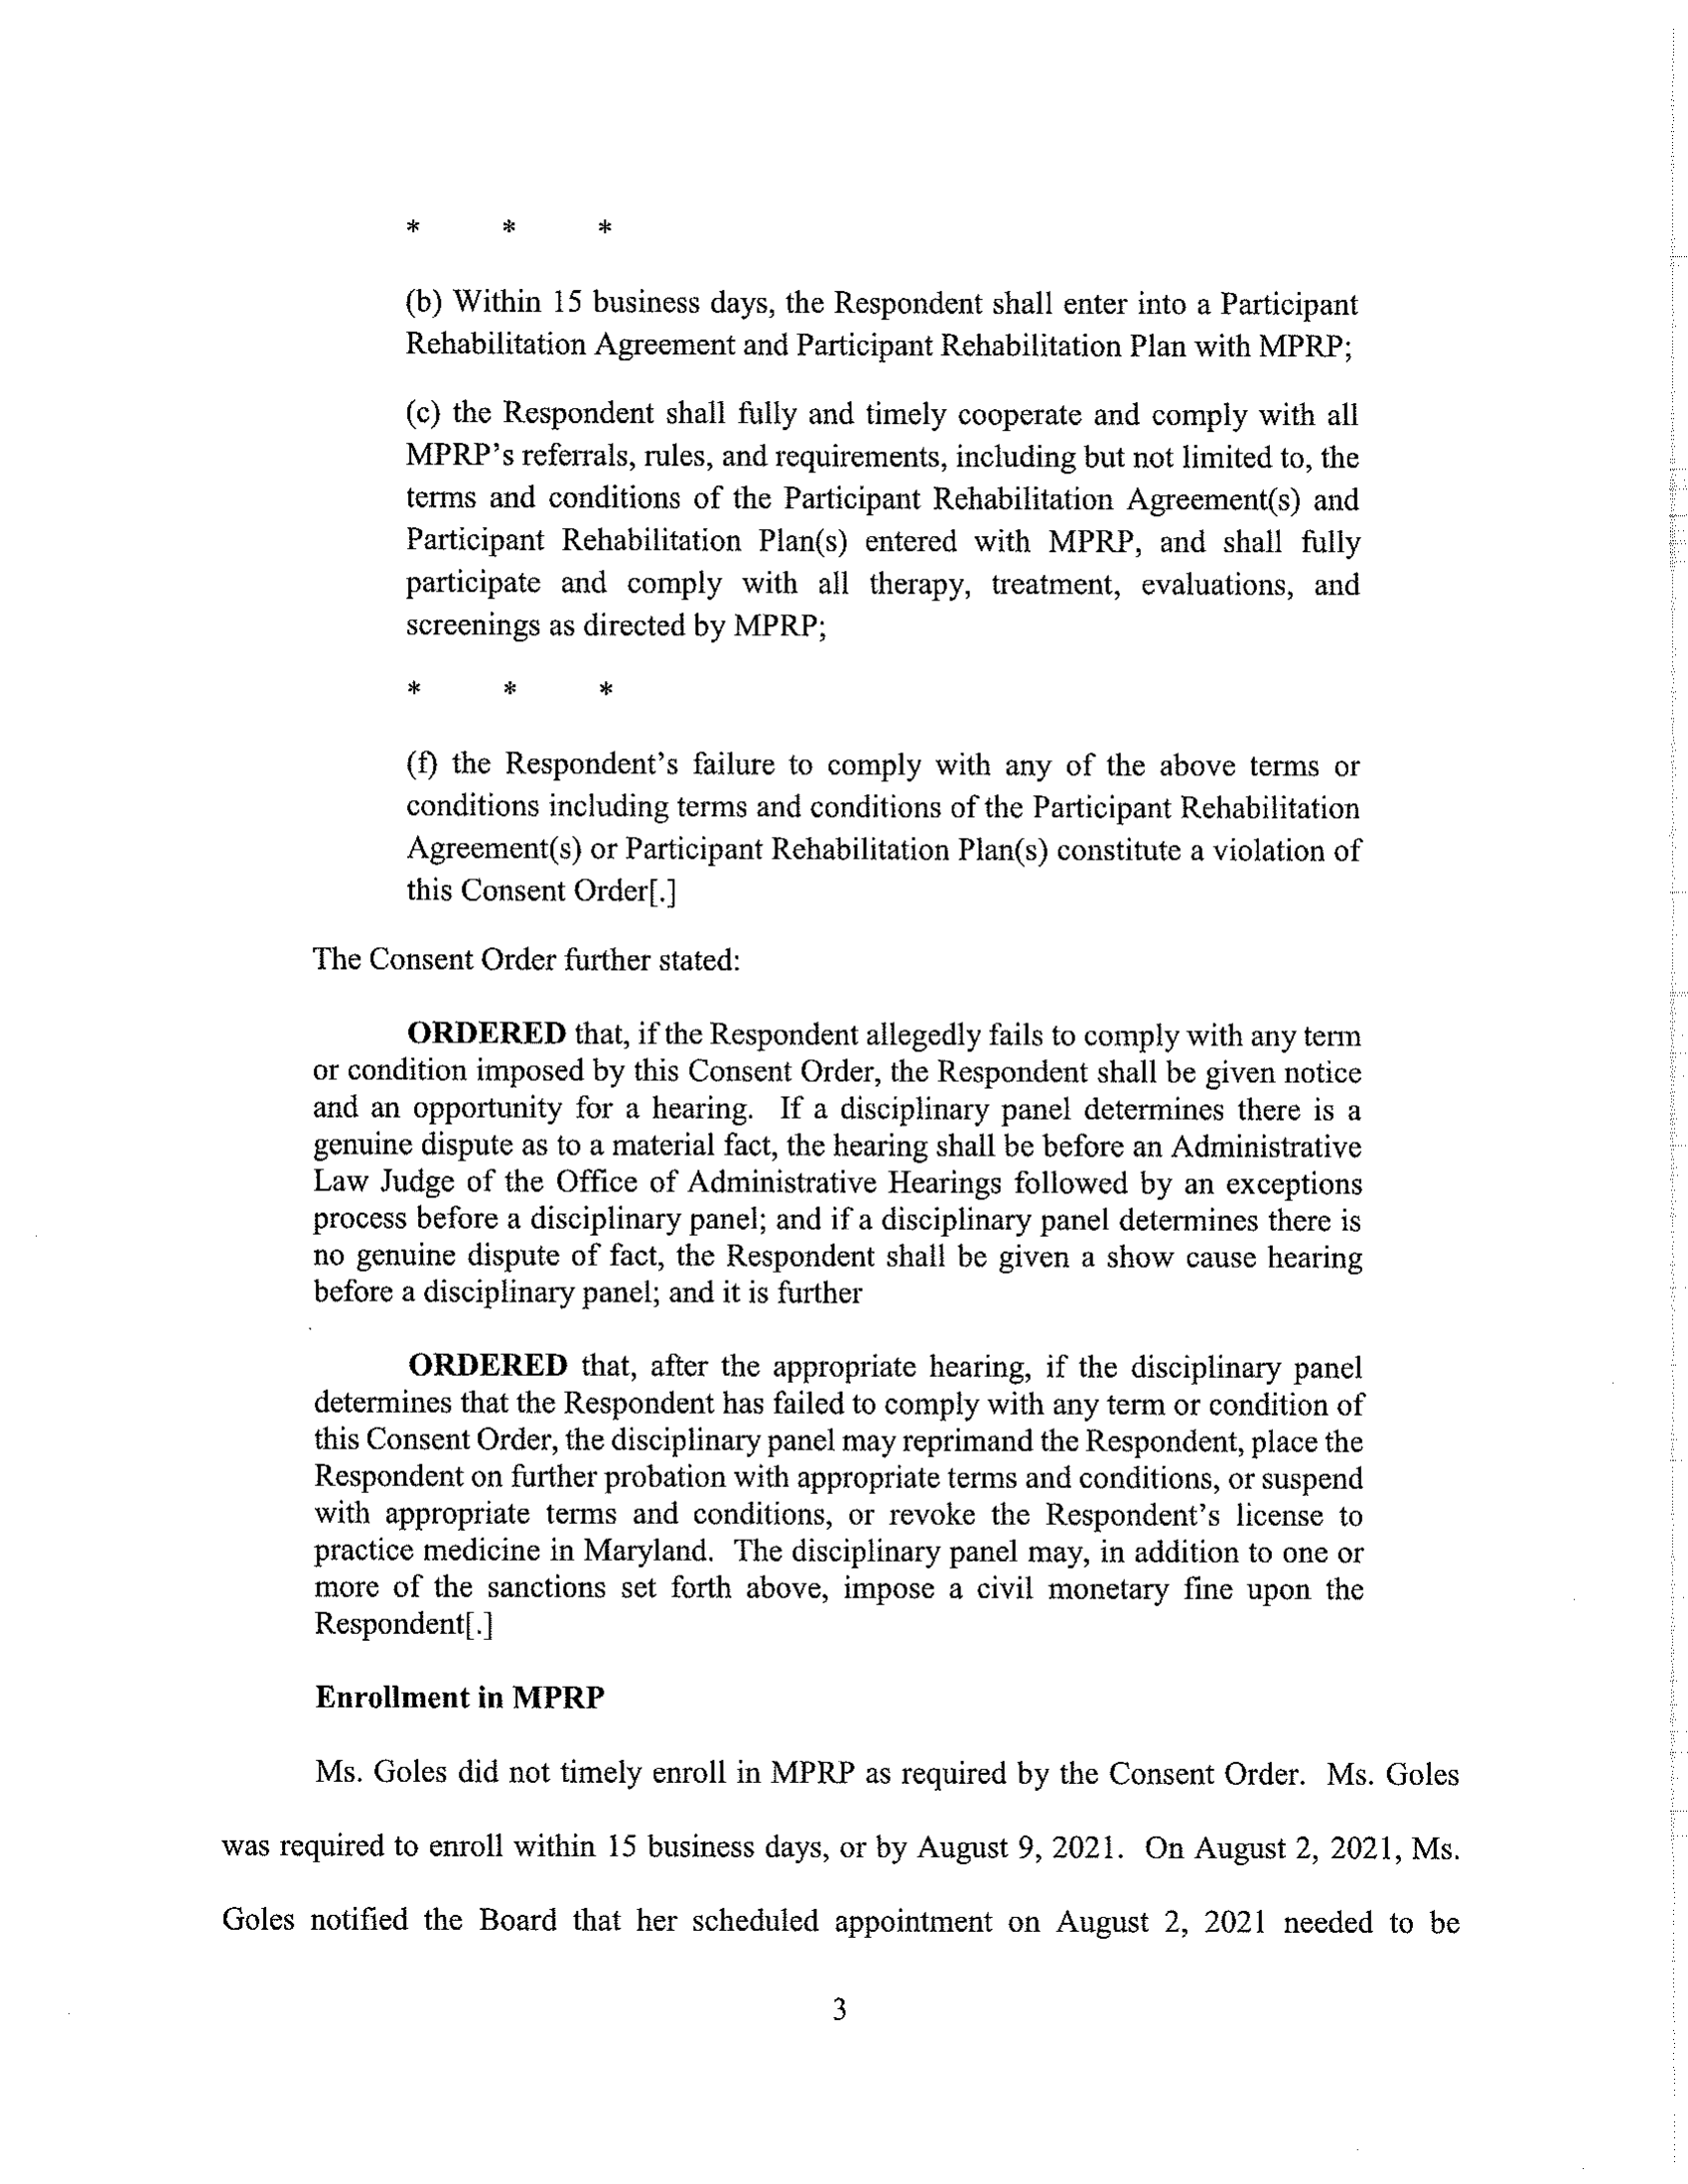 * * *
(b) Within 15 business days, the Respondent shall enter into a Participant
Rehabilitation Agreement and Participant Rehabilitation Plan with MPRP;
(c) the Respondent shall fully and timely cooperate and comply with all
MPRP's referrals, rules, and requirements, including but not limited to, the
terms and conditions of the Participant Rehabilitation Agreement(s) and
Participant Rehabilitation Plan(s) entered with MPRP, and shall fully
participate and comply with all therapy, treatment, evaluations, and
screenings as directed by MPRP;
* * *
(f) the Respondent's failure to comply with any of the above terms or
conditions including terms and conditions of the Participant Rehabilitation
Agreement(s) or Participant Rehabilitation Plan(s) constitute a violation of
this Consent Order[.]
The Consent Order further stated:
ORDERED that, if the Respondent allegedly fails to comply with any term
or condition imposed by this Consent Order, the Respondent shall be given notice
and an opportunity for a hearing. If a disciplinary panel determines there is a
genuine dispute as to a material fact, the hearing shall be before an Administrative
Law Judge of the Office of Administrative Hearings followed by an exceptions
process before a disciplinary panel; and if a disciplinary panel determines there is
no genuine dispute of fact, the Respondent shall be given a show cause hearing
before a disciplinary panel; and it is further
ORDERED that, after the appropriate hearing, if the disciplinary panel
determines that the Respondent has failed to comply with any term or condition of
this Consent Order, the disciplinary panel may reprimand the Respondent, place the
Respondent on further probation with appropriate terms and conditions, or suspend
with appropriate terms and conditions, or revoke the Respondent's license to
practice medicine in Maryland. The disciplinary panel may, in addition to one or
more of the sanctions set forth above, impose a civil monetary fine upon the
Respondent[.]
Enrollment in MPRP
Ms. Goles did not timely enroll in MPRP as required by the Consent Order. Ms. Goles
was required to enroll within 15 business days, or by August 9, 2021. On August 2, 2021, Ms.
Goles notified the Board that her scheduled appointment on August 2, 2021 needed to be
3